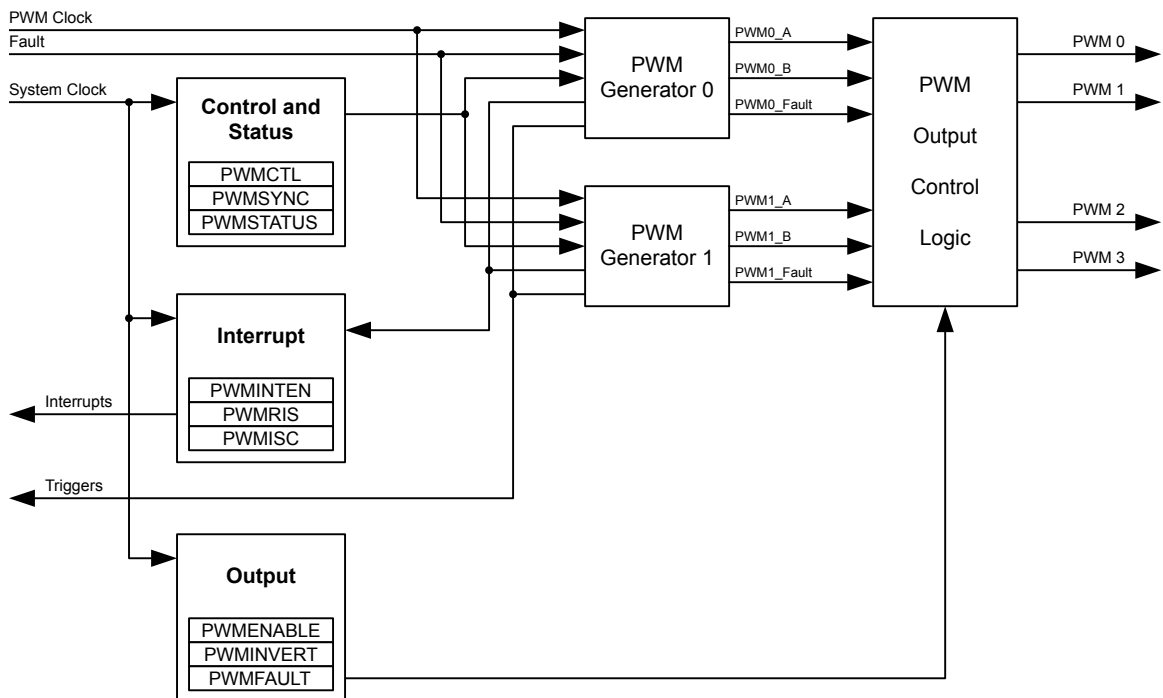 PWM Clock
Fault
System Clock
Control and
Status
PWMCTL
PWMSYNC
PWMSTATUS
Interrupt
PWMINTEN
PWMRIS
PWMISC
Interrupts
Triggers
Output
PWMENABLE
PWMINVERT
PWMFAULT
PWM
Generator 0
PWM0_A
PWM0_B
PWM0_Fault
PWM
Generator 1
PWM1_A
PWM1_B
PWM1_Fault
PWM
Output
Control
Logic
PWM 0
PWM 1
PWM 2
PWM 3